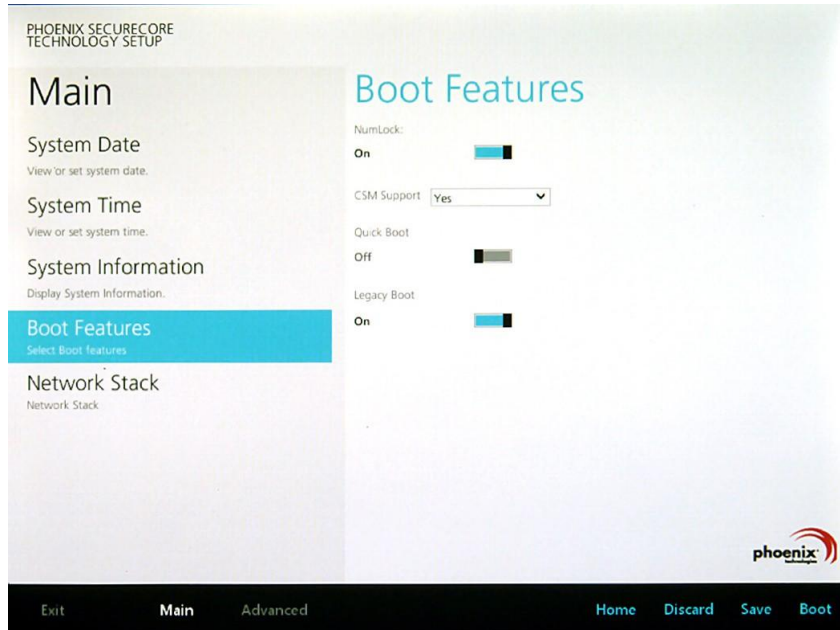 PHOENIX SECURECORE
TECHNOLOGY SETUP
Main
System Date
View or set system date.
System Time
View or set system time.
System Information
Display System Information.
Boot Features
Select Boot features
Network Stack
Network Stack
Boot Features
NumLock:
On
CSM Support Yes
Quick Boot
Off
Legacy Boot
On
phoenix
technologies
Exit Main Advanced Home Discard Save Boot